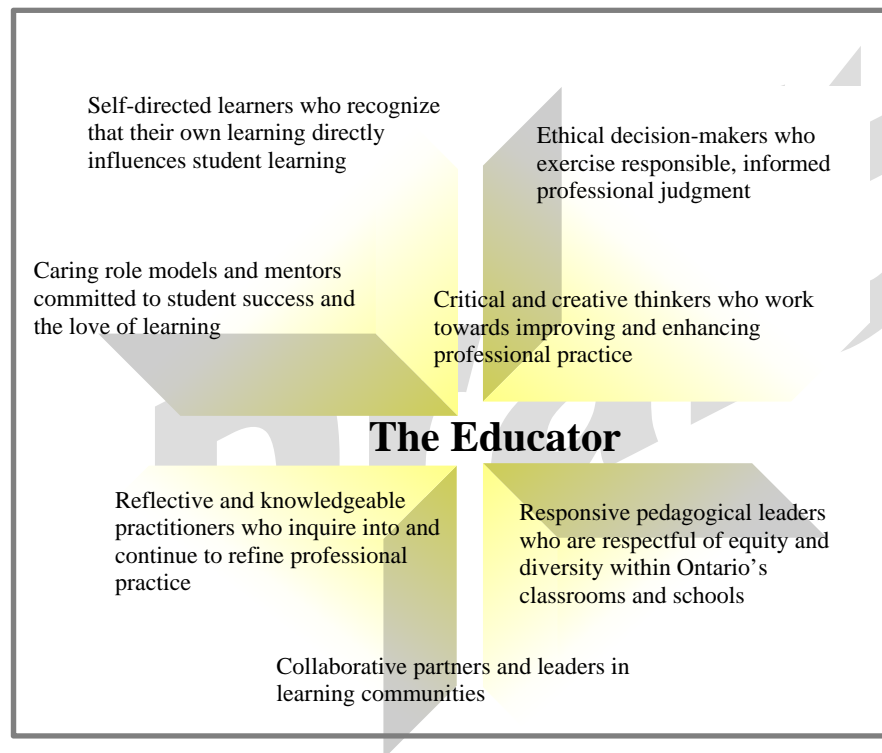 Self-directed learners who recognize
that their own learning directly
influences student learning
Ethical decision-makers who
exercise responsible, informed
professional judgment
Caring role models and mentors
committed to student success and
the love of learning
Critical and creative thinkers who work
towards improving and enhancing
professional practice
The Educator
Reflective and knowledgeable
practitioners who inquire into and
continue to refine professional
practice
Responsive pedagogical leaders
who are respectful of equity and
diversity within Ontario’s
classrooms and schools
Collaborative partners and leaders in
learning communities